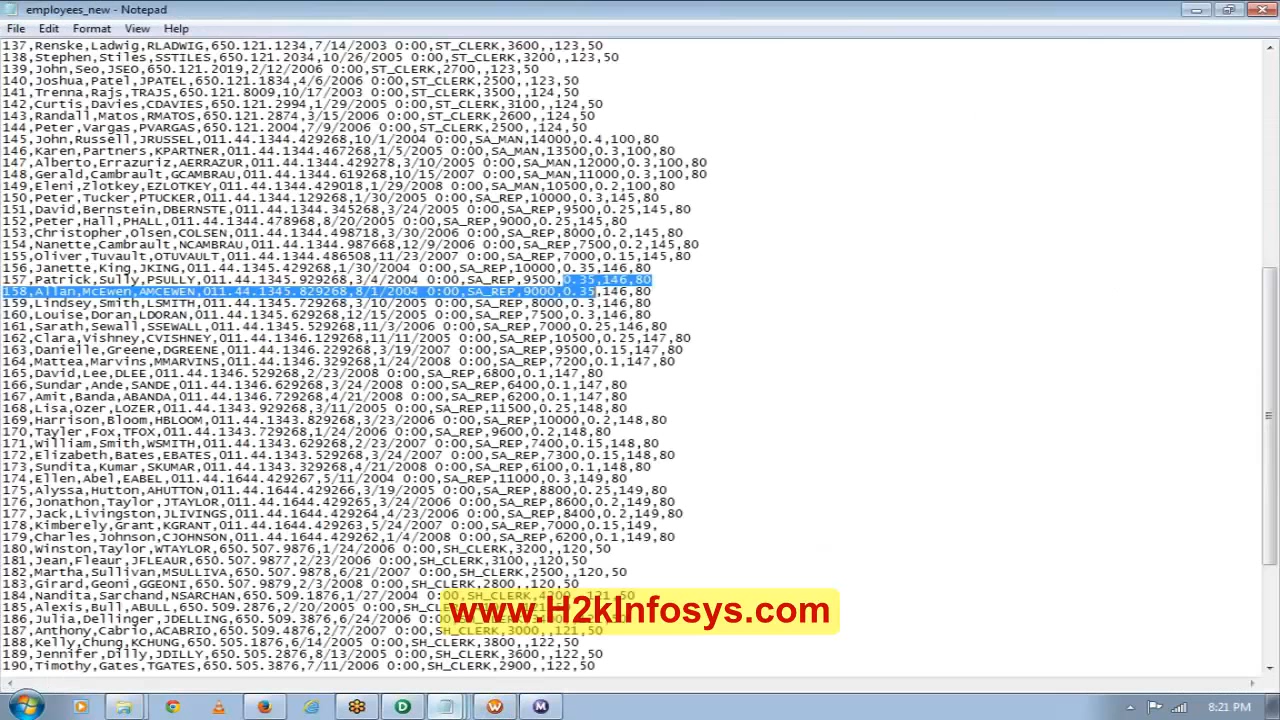 employees_new - Notepad
File Edit Format View Help
137,Renske,Ladwig,RLADWIG,650.121.1234,7/14/2003 0:00,ST_CLERK,3600,,123,50
138,Stephen,Stiles,SSTILES,650.121.2034,10/26/2005 0:00,ST_CLERK,3200,,123,50
139,John,Seo,JSEO,650.121.2019,2/12/2006 0:00,ST_CLERK,2700,,123,50
140,Joshua,Patel,JPATEL,650.121.1834,4/6/2006 0:00,ST_CLERK,2500,,123,50
141,Trenna,Rajs,TRAJS,650.121.8009,10/17/2003 0:00,ST_CLERK,3500,,124,50
142,Curtis,Davies,CDAVIES,650.121.2994,1/29/2005 0:00,ST_CLERK,3100,,124,50
143,Randall,Matos,RMATOS,650.121.2874,3/15/2006 0:00,ST_CLERK,2600,,124,50
144,Peter,Vargas,PVARGAS,650.121.2004,7/9/2006 0:00,ST_CLERK,2500,,124,50
145,John,Russell,JRUSSEL,011.44.1344.429268,10/1/2004 0:00,SA_MAN,14000,0.4,100,80
146,Karen,Partners,KPARTNER,011.44.1344.467268,1/5/2005 0:00,SA_MAN,13500,0.3,100,80
147,Alberto,Errazuriz,AERRAZUR,011.44.1344.429278,3/10/2005 0:00,SA_MAN,12000,0.3,100,80
148,Gerald,Cambrault,GCAMBRAU,011.44.1344.619268,10/15/2007 0:00,SA_MAN,11000,0.3,100,80
149,Eleni,Zlotkey,EZLOTKEY,011.44.1344.429018,1/29/2008 0:00,SA_MAN,10500,0.2,100,80
150,Peter,Tucker,PTUCKER,011.44.1344.129268,1/30/2005 0:00,SA_REP,10000,0.3,145,80
151,David,Bernstein,DBERNSTE,011.44.1344.345268,3/24/2005 0:00,SA_REP,9500,0.25,145,80
152,Peter,Hall,PHALL,011.44.1344.478968,8/20/2005 0:00,SA_REP,9000,0.25,145,80
153,Christopher,Olsen,COLSEN,011.44.1344.498718,3/30/2006 0:00,SA_REP,8000,0.2,145,80
154,Nanette,Cambrault,NCAMBRAU,011.44.1344.987668,12/9/2006 0:00,SA_REP,7500,0.2,145,80
155,Oliver,Tuvault,OTUVAULT,011.44.1344.486508,11/23/2007 0:00,SA_REP,7000,0.15,145,80
156,Janette,King,JKING,011.44.1345.429268,1/30/2004 0:00,SA_REP,10000,0.35,146,80
157,Patrick,Sully,PSULLY,011.44.1345.929268,3/4/2004 0:00,SA_REP,9500,0.35,146,80
158,Allan,McEwen,AMCEWEN,011.44.1345.829268,8/1/2004 0:00,SA_REP,9000,0.35,146,80
159,Lindsey,Smith,LSMITH,011.44.1345.729268,3/10/2005 0:00,SA_REP,8000,0.3,146,80
160,Louise,Doran,LDORAN,011.44.1345.629268,12/15/2005 0:00,SA_REP,7500,0.3,146,80
161,Sarath,Sewall,SSEWALL,011.44.1345.529268,11/3/2006 0:00,SA_REP,7000,0.25,146,80
162,Clara,Vishney,CVISHNEY,011.44.1346.129268,11/11/2005 0:00,SA_REP,10500,0.25,147,80
163,Danielle,Greene,DGREENE,011.44.1346.229268,3/19/2007 0:00,SA_REP,9500,0.15,147,80
164,Mattea,Marvins,MMARVINS,011.44.1346.329268,1/24/2008 0:00,SA_REP,7200,0.1,147,80
165,David,Lee,DLEE,011.44.1346.529268,2/23/2008 0:00,SA_REP,6800,0.1,147,80
166,Sundar,Ande,SANDE,011.44.1346.629268,3/24/2008 0:00,SA_REP,6400,0.1,147,80
167,Amit,Banda,ABANDA,011.44.1346.729268,4/21/2008 0:00,SA_REP,6200,0.1,147,80
168,Lisa,Ozer,LOZER,011.44.1343.929268,3/11/2005 0:00,SA_REP,11500,0.25,148,80
169,Harrison,Bloom,HBLOOM,011.44.1343.829268,3/23/2006 0:00,SA_REP,10000,0.2,148,80
170,Tayler,Fox,TFOX,011.44.1343.729268,1/24/2006 0:00,SA_REP,9600,0.2,148,80
171,William,Smith,WSMITH,011.44.1343.629268,2/23/2007 0:00,SA_REP,7400,0.15,148,80
172,Elizabeth,Bates,EBATES,011.44.1343.529268,3/24/2007 0:00,SA_REP,7300,0.15,148,80
173,Sundita,Kumar,SKUMAR,011.44.1343.329268,4/21/2008 0:00,SA_REP,6100,0.1,148,80
174,Ellen,Abel,EABEL,011.44.1644.429267,5/11/2004 0:00,SA_REP,11000,0.3,149,80
175,Alyssa,Hutton,AHUTTON,011.44.1644.429266,3/19/2005 0:00,SA_REP,8800,0.25,149,80
176,Jonathon,Taylor,JTAYLOR,011.44.1644.429265,3/24/2006 0:00,SA_REP,8600,0.2,149,80
177,Jack,Livingston,JLIVINGS,011.44.1644.429264,4/23/2006 0:00,SA_REP,8400,0.2,149,80
178,Kimberely,Grant,KGRANT,011.44.1644.429263,5/24/2007 0:00,SA_REP,7000,0.15,149,
179,Charles,Johnson,CJOHNSON,011.44.1644.429262,1/4/2008 0:00,SA_REP,6200,0.1,149,80
180,Winston,Taylor,WTAYLOR,650.507.9876,1/24/2006 0:00,SH_CLERK,3200,,120,50
181,Jean,Fleaur,JFLEAUR,650.507.9877,2/23/2006 0:00,SH_CLERK,3100,,120,50
182,Martha,Sullivan,MSULLIVA,650.507.9878,6/21/2007 0:00,SH_CLERK,2500,,120,50
183,Girard,Geoni,GGEONI,650.507.9879,2/3/2008 0:00,SH_CLERK,2800,,120,50
184,Nandita,Sarchand,NSARCHAN,650.509.1876,1/27/2004 0:00,SH_CLERK,4200,,121,50
185,Alexis,Bull,ABULL,650.509.2876,2/20/2005 0:00,SH_CLERK
186,Julia,Dellinger,JDELLING,650.509.3876,6/24/2006
187,Anthony,Cabrio,ACABRIO,650.509.4876,2/7/2007 0:00,SH_CLERK,3000,,121,50
188,Kelly,Chung,KCHUNG,650.505.1876,6/14/2005 0:00,SH_CLERK,3800,,122,50
189,Jennifer,Dilly,JDILLY,650.505.2876,8/13/2005 0:00,SH_CLERK,3600,,122,50
190,Timothy,Gates,TGATES,650.505.3876,7/11/2006 0:00,SH_CLERK,2900,,122,50
www.H2kInfosys.com
8:21 PM